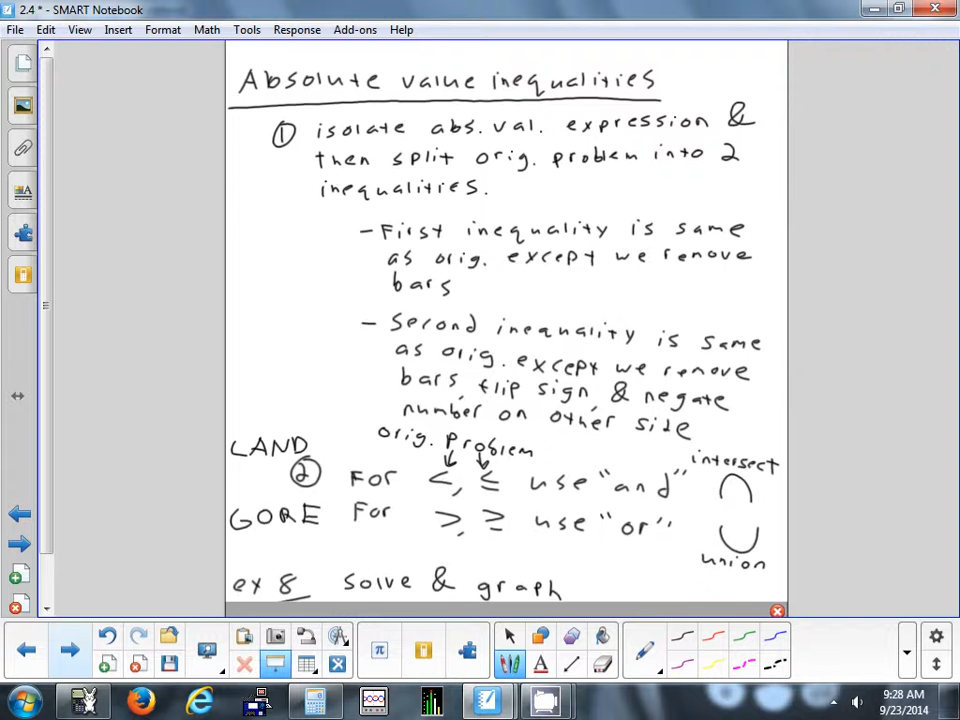 2.4 * - SMART Notebook
File Edit View Insert Format Math Tools Response Add-ons Help
Absolute value inequalities
① isolate abs. val. expression &
then split orig. problem into 2
inequalities.
- First inequality is same
as orig. except we remove
bars
- Second inequality is same
as orig. except we remove
bars, flip sign, & negate
number on other side
orig. problem
LAND
② For <, ≤ use "and" intersect ∩
GORE For >, ≥ use "or" ∪
union
ex 8 solve & graph
9:28 AM
9/23/2014